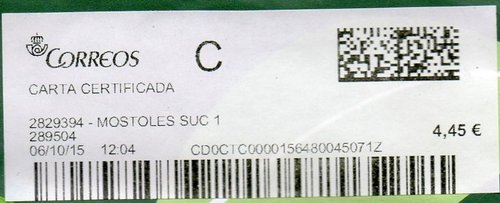 CORREOS
C
CARTA CERTIFICADA
2829394 - MOSTOLES SUC 1
289504
4,45 €
06/10/15 12:04 CD0CTC0000156480045071Z